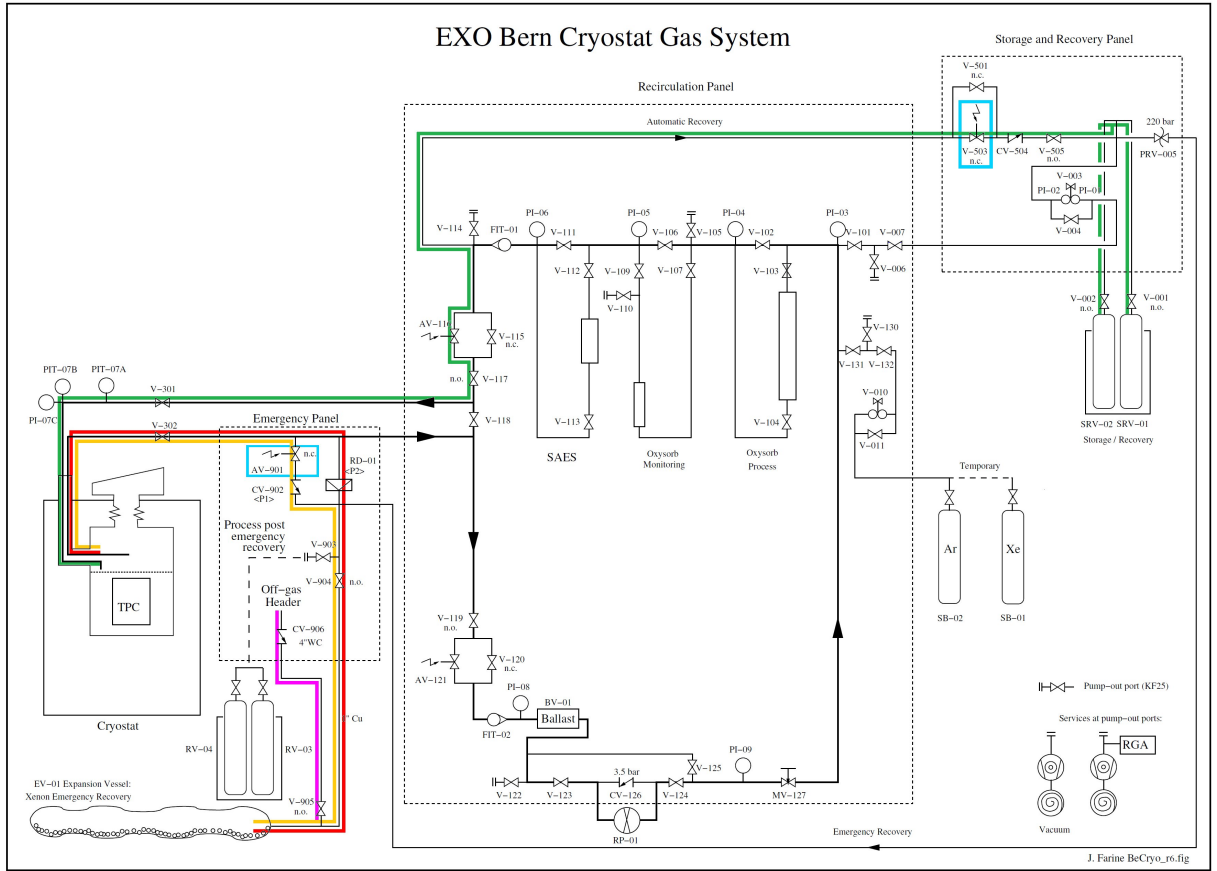 EXO Bern Cryostat Gas System
Storage and Recovery Panel
V−501
n.c.
Recirculation Panel
Automatic Recovery
220 bar
V−503
n.c.
CV−504
V−505
n.o.
PRV−005
V−003
PI−02
PI−01
V−004
V−114
FIT−01
PI−06
V−111
PI−05
V−106
V−105
PI−04
V−102
PI−03
V−101
V−007
V−006
V−112
V−109
V−107
V−103
V−110
V−002
n.o.
V−001
n.o.
AV−116
V−115
n.c.
V−130
V−131
V−132
n.o.
V−117
PIT−07B
PIT−07A
V−301
PI−07C
V−010
V−011
V−118
V−113
V−104
SRV−02
SRV−01
Storage / Recovery
Emergency Panel
V−302
n.c.
AV−901
RD−01
<P2>
CV−902
<P1>
SAES
Oxysorb
Monitoring
Oxysorb
Process
Temporary
Process post
emergency
recovery
V−903
V−904
n.o.
Ar
Xe
SB−02
SB−01
Off−gas
Header
TPC
CV−906
4"WC
V−119
n.o.
V−120
n.c.
AV−121
PI−08
BV−01
Ballast
FIT−02
Cryostat
" Cu
RV−04
RV−03
Pump−out port (KF25)
Services at pump−out ports:
RGA
Vacuum
EV−01 Expansion Vessel:
Xenon Emergency Recovery
V−905
n.o.
V−122
V−123
3.5 bar
CV−126
V−124
V−125
PI−09
MV−127
RP−01
Emergency Recovery
J. Farine BeCryo_r6.fig